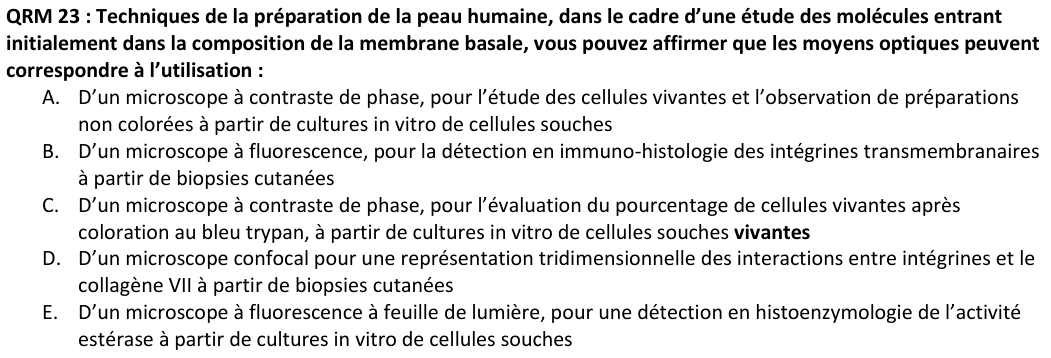 QRM 23 : Techniques de la préparation de la peau humaine, dans le cadre d’une étude des molécules entrant
initialement dans la composition de la membrane basale, vous pouvez affirmer que les moyens optiques peuvent
correspondre à l’utilisation :
A. D’un microscope à contraste de phase, pour l’étude des cellules vivantes et l’observation de préparations
non colorées à partir de cultures in vitro de cellules souches
B. D’un microscope à fluorescence, pour la détection en immuno-histologie des intégrines transmembranaires
à partir de biopsies cutanées
C. D’un microscope à contraste de phase, pour l’évaluation du pourcentage de cellules vivantes après
coloration au bleu trypan, à partir de cultures in vitro de cellules souches vivantes
D. D’un microscope confocal pour une représentation tridimensionnelle des interactions entre intégrines et le
collagène VII à partir de biopsies cutanées
E. D’un microscope à fluorescence à feuille de lumière, pour une détection en histoenzymologie de l’activité
estérase à partir de cultures in vitro de cellules souches